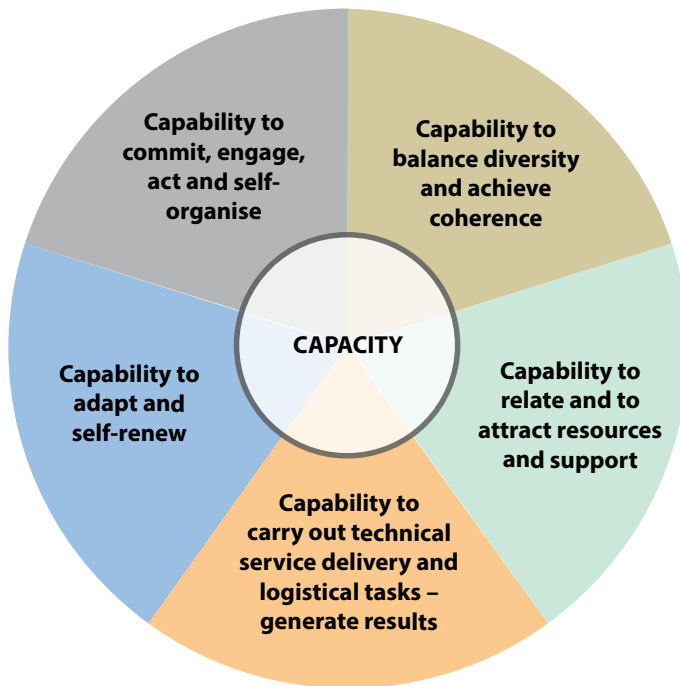 Capability to
commit, engage,
act and self-
organise
Capability to
balance diversity
and achieve
coherence
CAPACITY
Capability to
adapt and
self-renew
Capability to
relate and to
attract resources
and support
Capability to
carry out technical
service delivery and
logistical tasks –
generate results